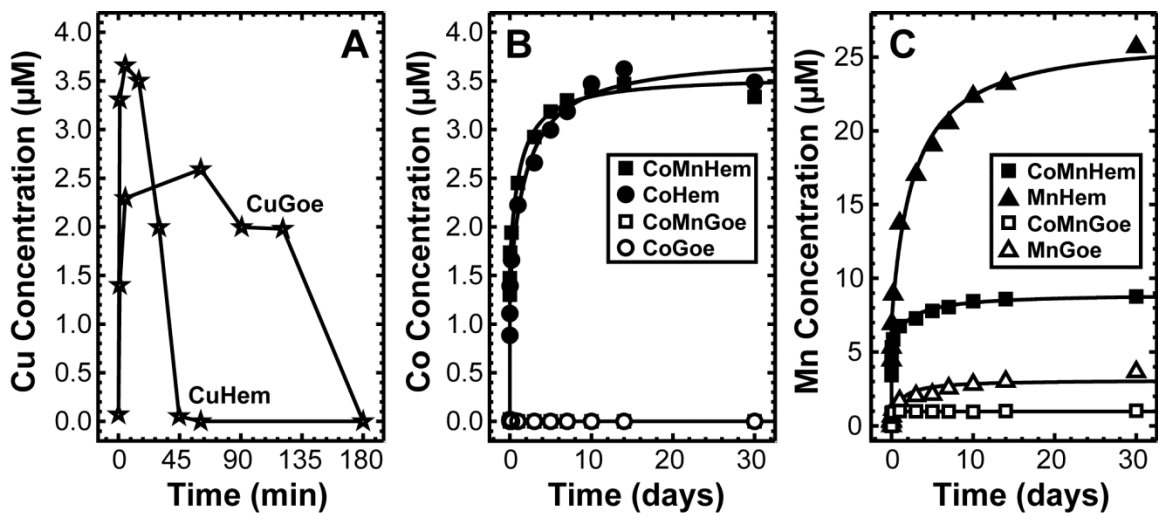 A
Cu Concentration (µM)
4.0
3.5
3.0
2.5
2.0
1.5
1.0
0.5
0.0
CuGoe
CuHem
0 45 90 135 180
Time (min)
B
Co Concentration (µM)
4.0
3.5
3.0
2.5
2.0
1.5
1.0
0.5
0.0
CoMnHem
CoHem
CoMnGoe
CoGoe
0 10 20 30
Time (days)
C
Mn Concentration (µM)
25
20
15
10
5
0
CoMnHem
MnHem
CoMnGoe
MnGoe
0 10 20 30
Time (days)